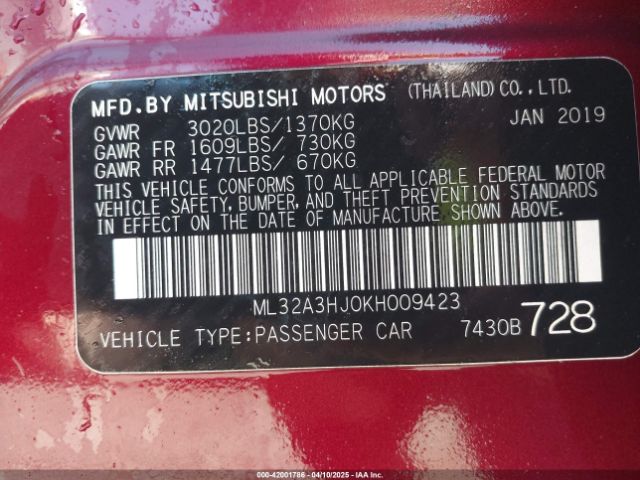 MFD. BY MITSUBISHI MOTORS (THAILAND) CO., LTD.
GVWR 3020LBS/1370KG JAN 2019
GAWR FR 1609LBS/ 730KG
GAWR RR 1477LBS/ 670KG
THIS VEHICLE CONFORMS TO ALL APPLICABLE FEDERAL MOTOR
VEHICLE SAFETY, BUMPER, AND THEFT PREVENTION STANDARDS
IN EFFECT ON THE DATE OF MANUFACTURE SHOWN ABOVE.
ML32A3HJ0KH009423
VEHICLE TYPE:PASSENGER CAR 7430B 728
000-42001786 - 04/10/2025 - IAA Inc.